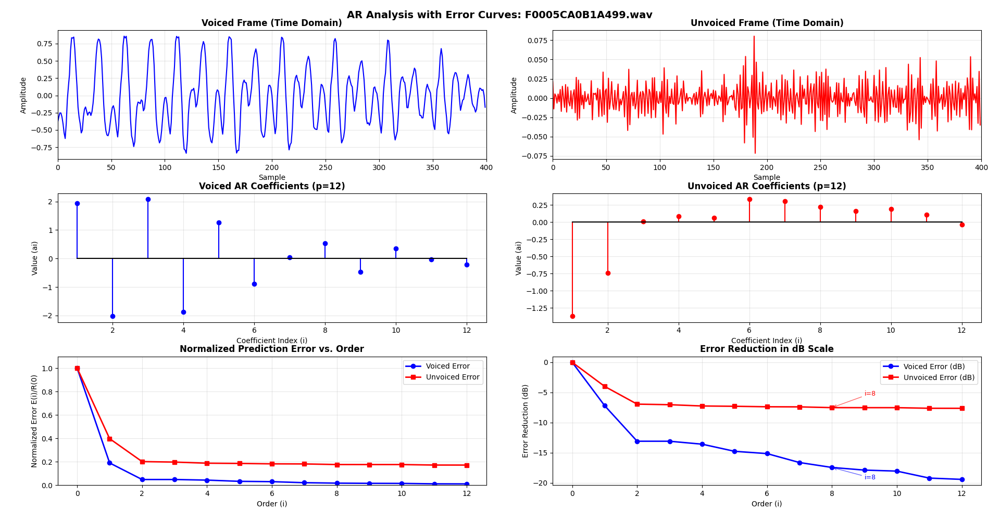 AR Analysis with Error Curves: F0005CA0B1A499.wav
Voiced Frame (Time Domain)
Amplitude
0.75
0.50
0.25
0.00
−0.25
−0.50
−0.75
0 50 100 150 200 250 300 350 400
Sample
Unvoiced Frame (Time Domain)
Amplitude
0.075
0.050
0.025
0.000
−0.025
−0.050
−0.075
0 50 100 150 200 250 300 350 400
Sample
Voiced AR Coefficients (p=12)
Value (ai)
2
1
0
−1
−2
2 4 6 8 10 12
Coefficient Index (i)
Unvoiced AR Coefficients (p=12)
Value (ai)
0.25
0.00
−0.25
−0.50
−0.75
−1.00
−1.25
2 4 6 8 10 12
Coefficient Index (i)
Normalized Prediction Error vs. Order
Normalized Error E(i)/R(0)
1.0
0.8
0.6
0.4
0.2
0.0
Voiced Error
Unvoiced Error
0 2 4 6 8 10 12
Order (i)
Error Reduction in dB Scale
Error Reduction (dB)
0
−5
−10
−15
−20
Voiced Error (dB)
Unvoiced Error (dB)
i=8
i=8
0 2 4 6 8 10 12
Order (i)